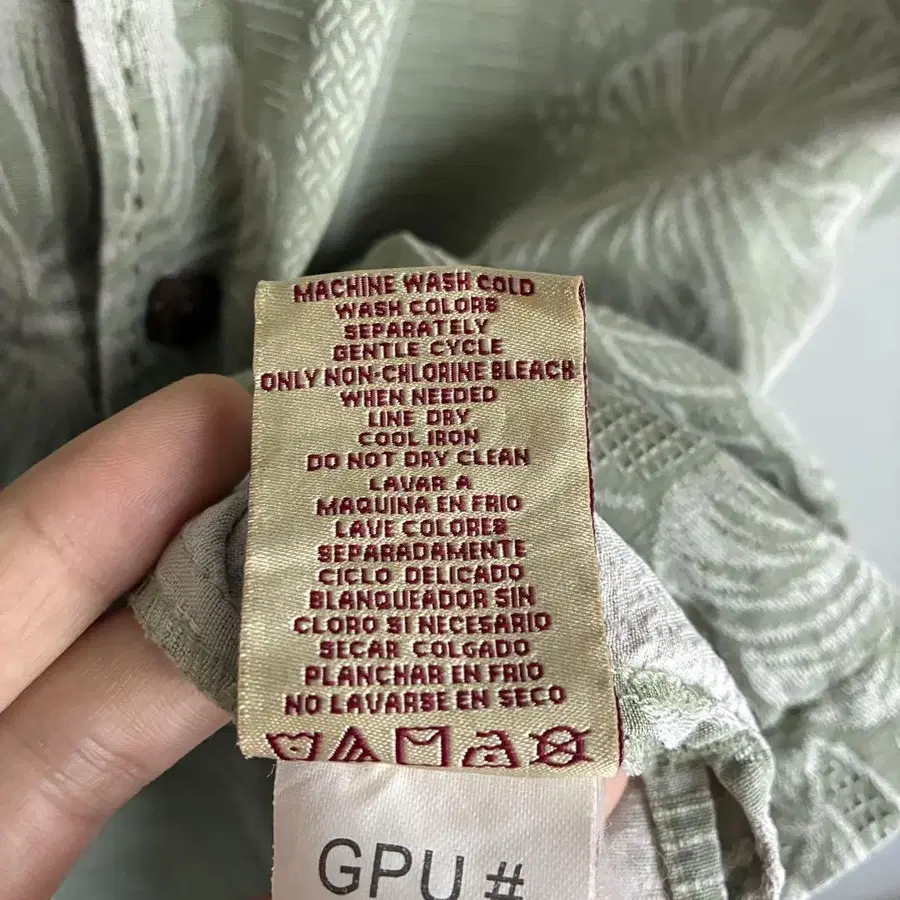 MACHINE WASH COLD
WASH COLORS
SEPARATELY
GENTLE CYCLE
ONLY NON-CHLORINE BLEACH
WHEN NEEDED
LINE DRY
COOL IRON
DO NOT DRY CLEAN
LAVAR A
MAQUINA EN FRIO
LAVE COLORES
SEPARADAMENTE
CICLO DELICADO
BLANQUEADOR SIN
CLORO SI NECESARIO
SECAR COLGADO
PLANCHAR EN FRIO
NO LAVARSE EN SECO
GPU #